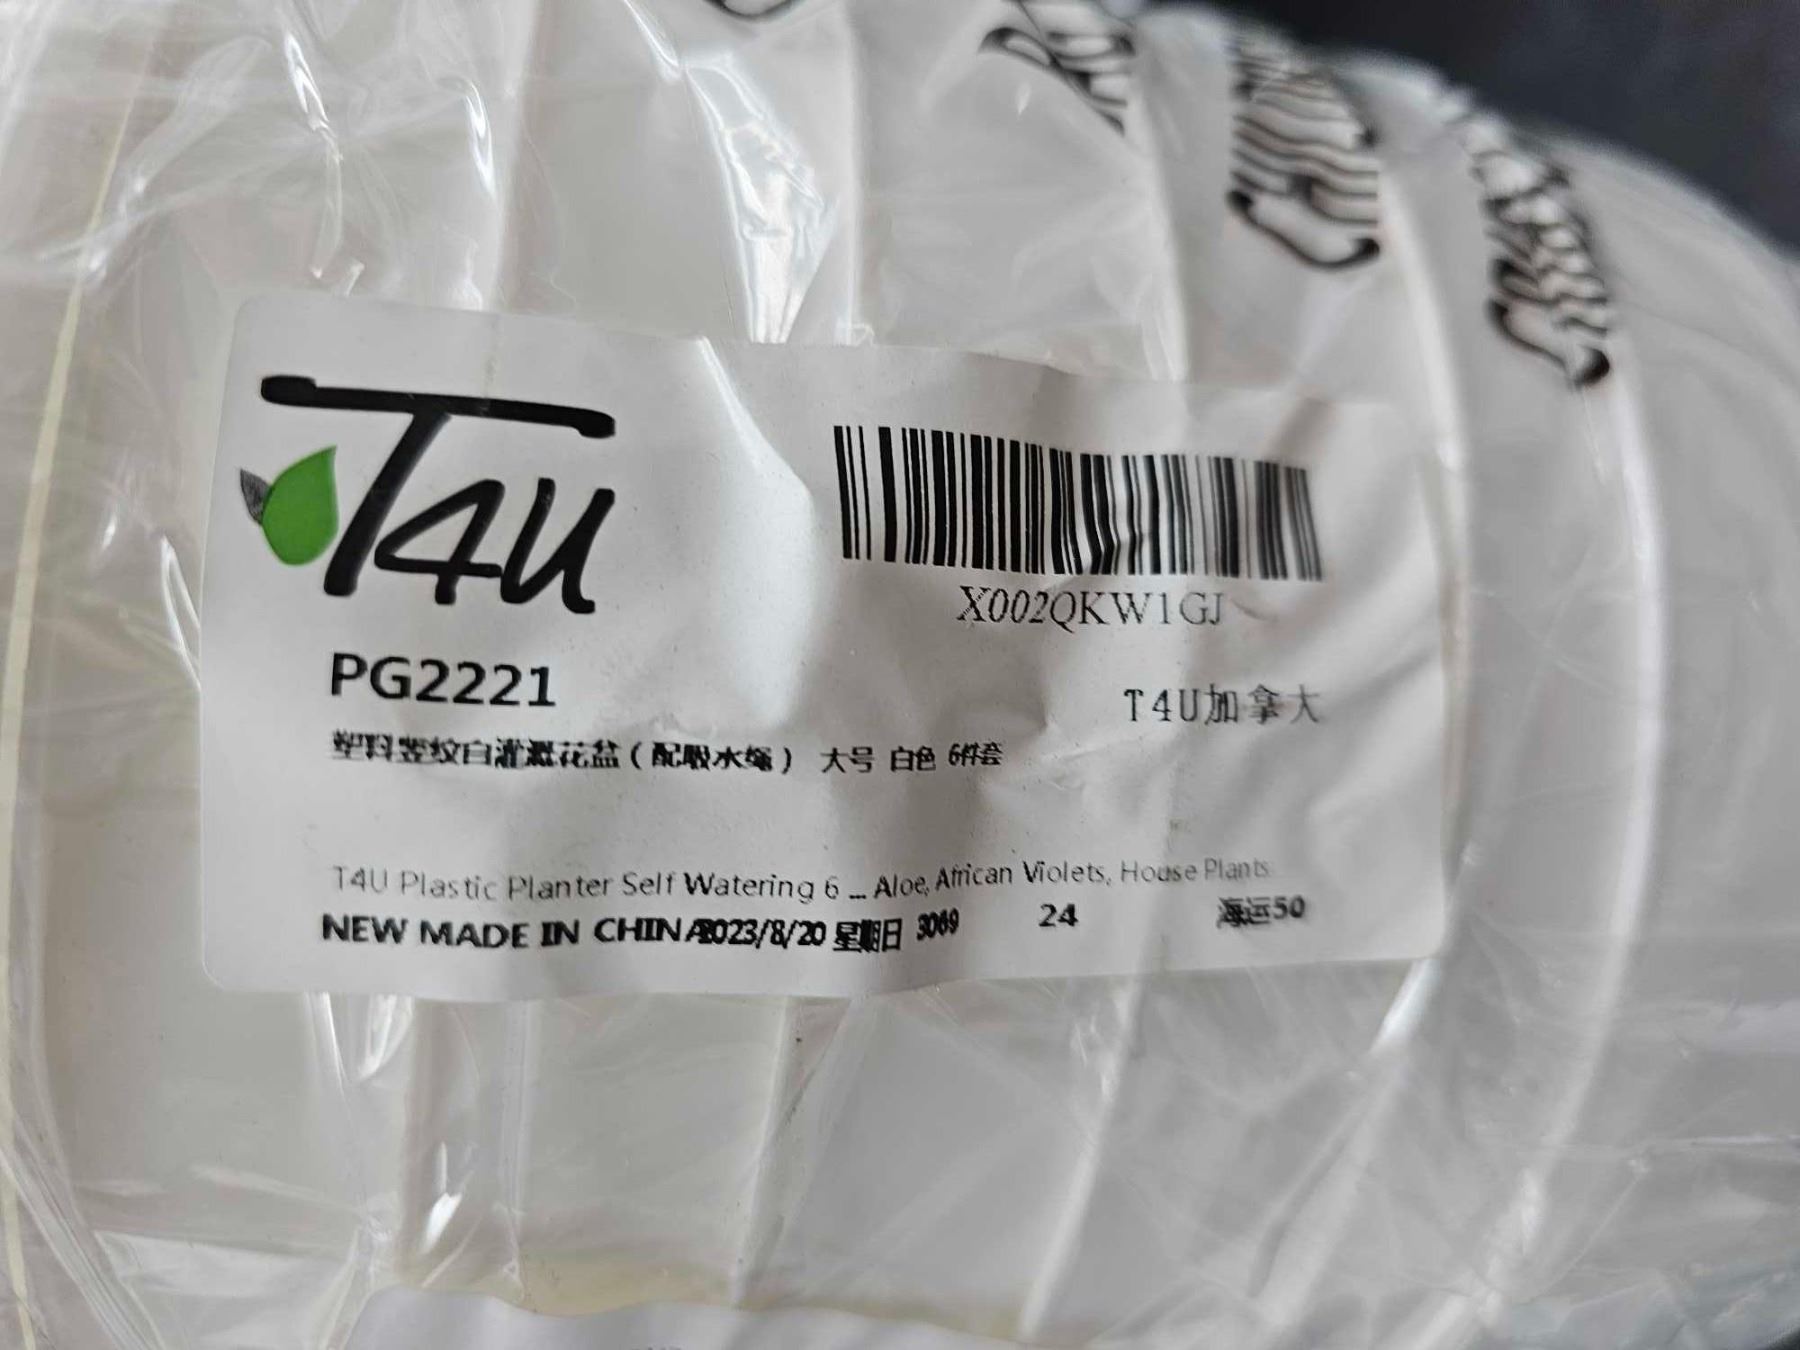 T4U
X002QKW1GJ
PG2221
T4U加拿大
塑料竖纹自灌溉花盆（配吸水绳） 大号 白色 6件套
T4U Plastic Planter Self Watering 6 ... Aloe, African Violets, House Plants
NEW MADE IN CHINA 2023/8/20 星期日 3069 24 海运50